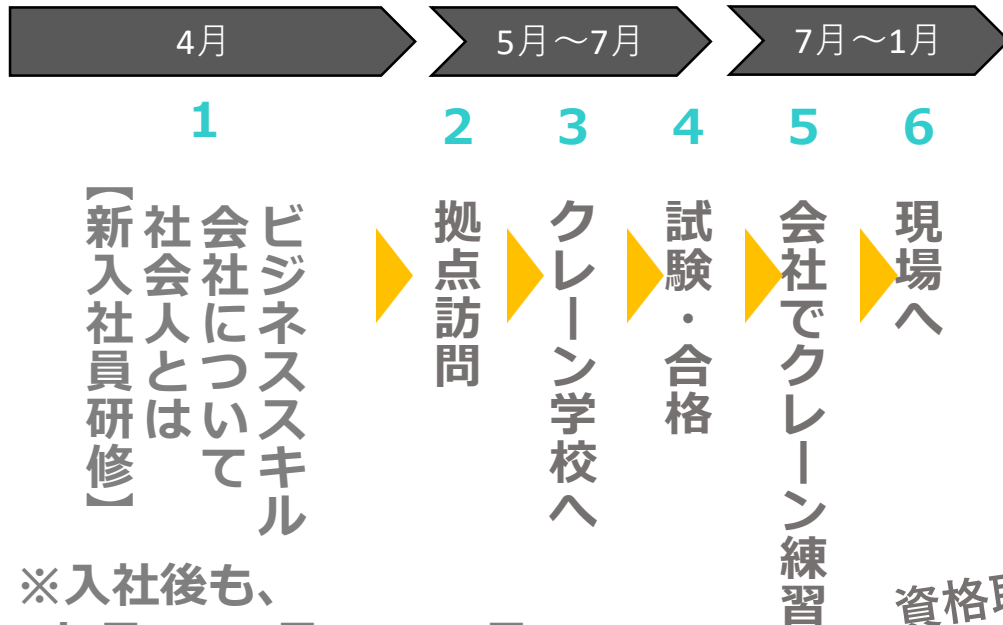 4月
5月～7月
7月～1月
1
2
3
4
5
6
ビジネススキル
会社について
社会人とは
【新入社員研修】
拠点訪問
クレーン学校へ
試験・合格
会社でクレーン練習
現場へ
※入社後も、
資格